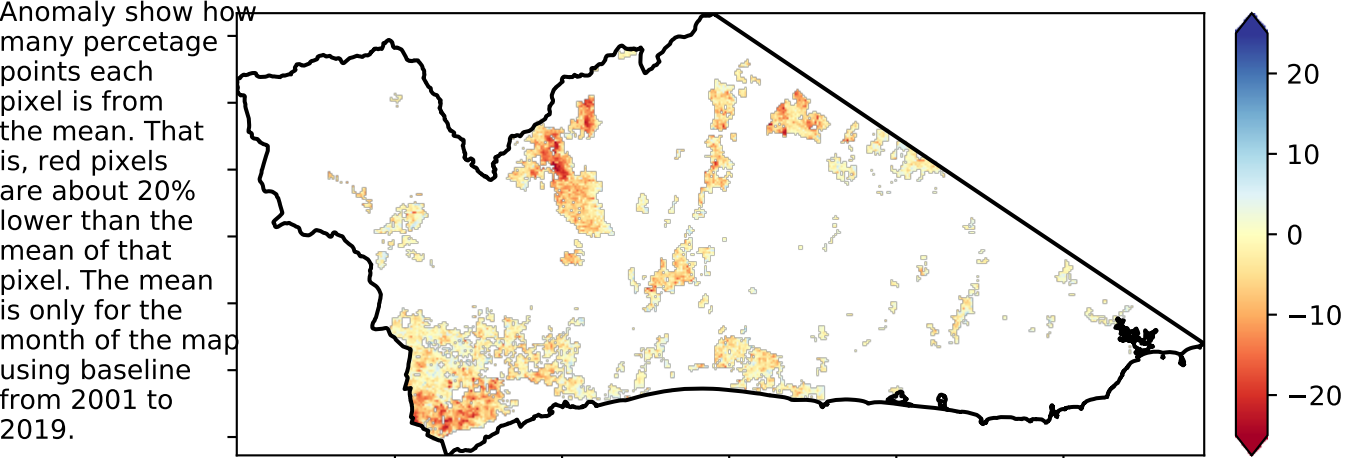 Anomaly show how
many percetage
points each
pixel is from
the mean. That
is, red pixels
are about 20%
lower than the
mean of that
pixel. The mean
is only for the
month of the map
using baseline
from 2001 to
2019.
20
10
0
−10
−20